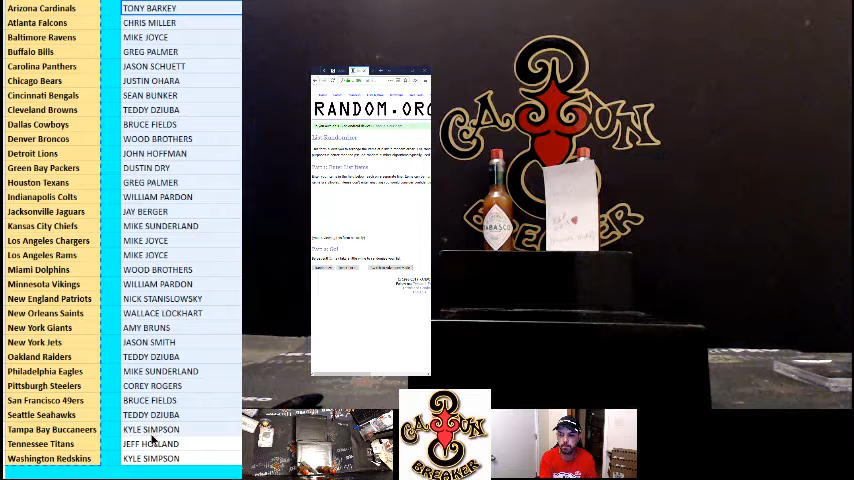 Arizona Cardinals TONY BARKEY
Atlanta Falcons CHRIS MILLER
Baltimore Ravens MIKE JOYCE
Buffalo Bills GREG PALMER
Carolina Panthers JASON SCHUETT
Chicago Bears JUSTIN OHARA
Cincinnati Bengals SEAN BUNKER
Cleveland Browns TEDDY DZIUBA
Dallas Cowboys BRUCE FIELDS
Denver Broncos WOOD BROTHERS
Detroit Lions JOHN HOFFMAN
Green Bay Packers DUSTIN DRY
Houston Texans GREG PALMER
Indianapolis Colts WILLIAM PARDON
Jacksonville Jaguars JAY BERGER
Kansas City Chiefs MIKE SUNDERLAND
Los Angeles Chargers MIKE JOYCE
Los Angeles Rams MIKE JOYCE
Miami Dolphins WOOD BROTHERS
Minnesota Vikings WILLIAM PARDON
New England Patriots NICK STANISLOWSKY
New Orleans Saints WALLACE LOCKHART
New York Giants AMY BRUNS
New York Jets JASON SMITH
Oakland Raiders TEDDY DZIUBA
Philadelphia Eagles MIKE SUNDERLAND
Pittsburgh Steelers COREY ROGERS
San Francisco 49ers BRUCE FIELDS
Seattle Seahawks TEDDY DZIUBA
Tampa Bay Buccaneers KYLE SIMPSON
Tennessee Titans JEFF HOSLAND
Washington Redskins KYLE SIMPSON
RANDOM.ORG
List Randomizer
CAJUN
BREAKER
TABASCO
CAJUN
BREAKER